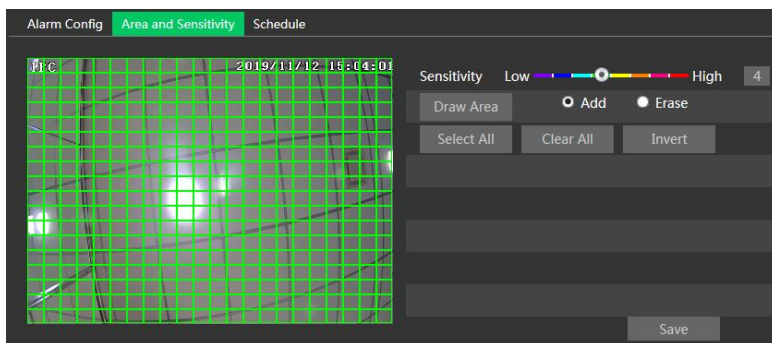 Alarm Config Area and Sensitivity Schedule
IPC 2019/11/12 15:04:01
Sensitivity Low High 4
Draw Area Add Erase
Select All Clear All Invert
Save